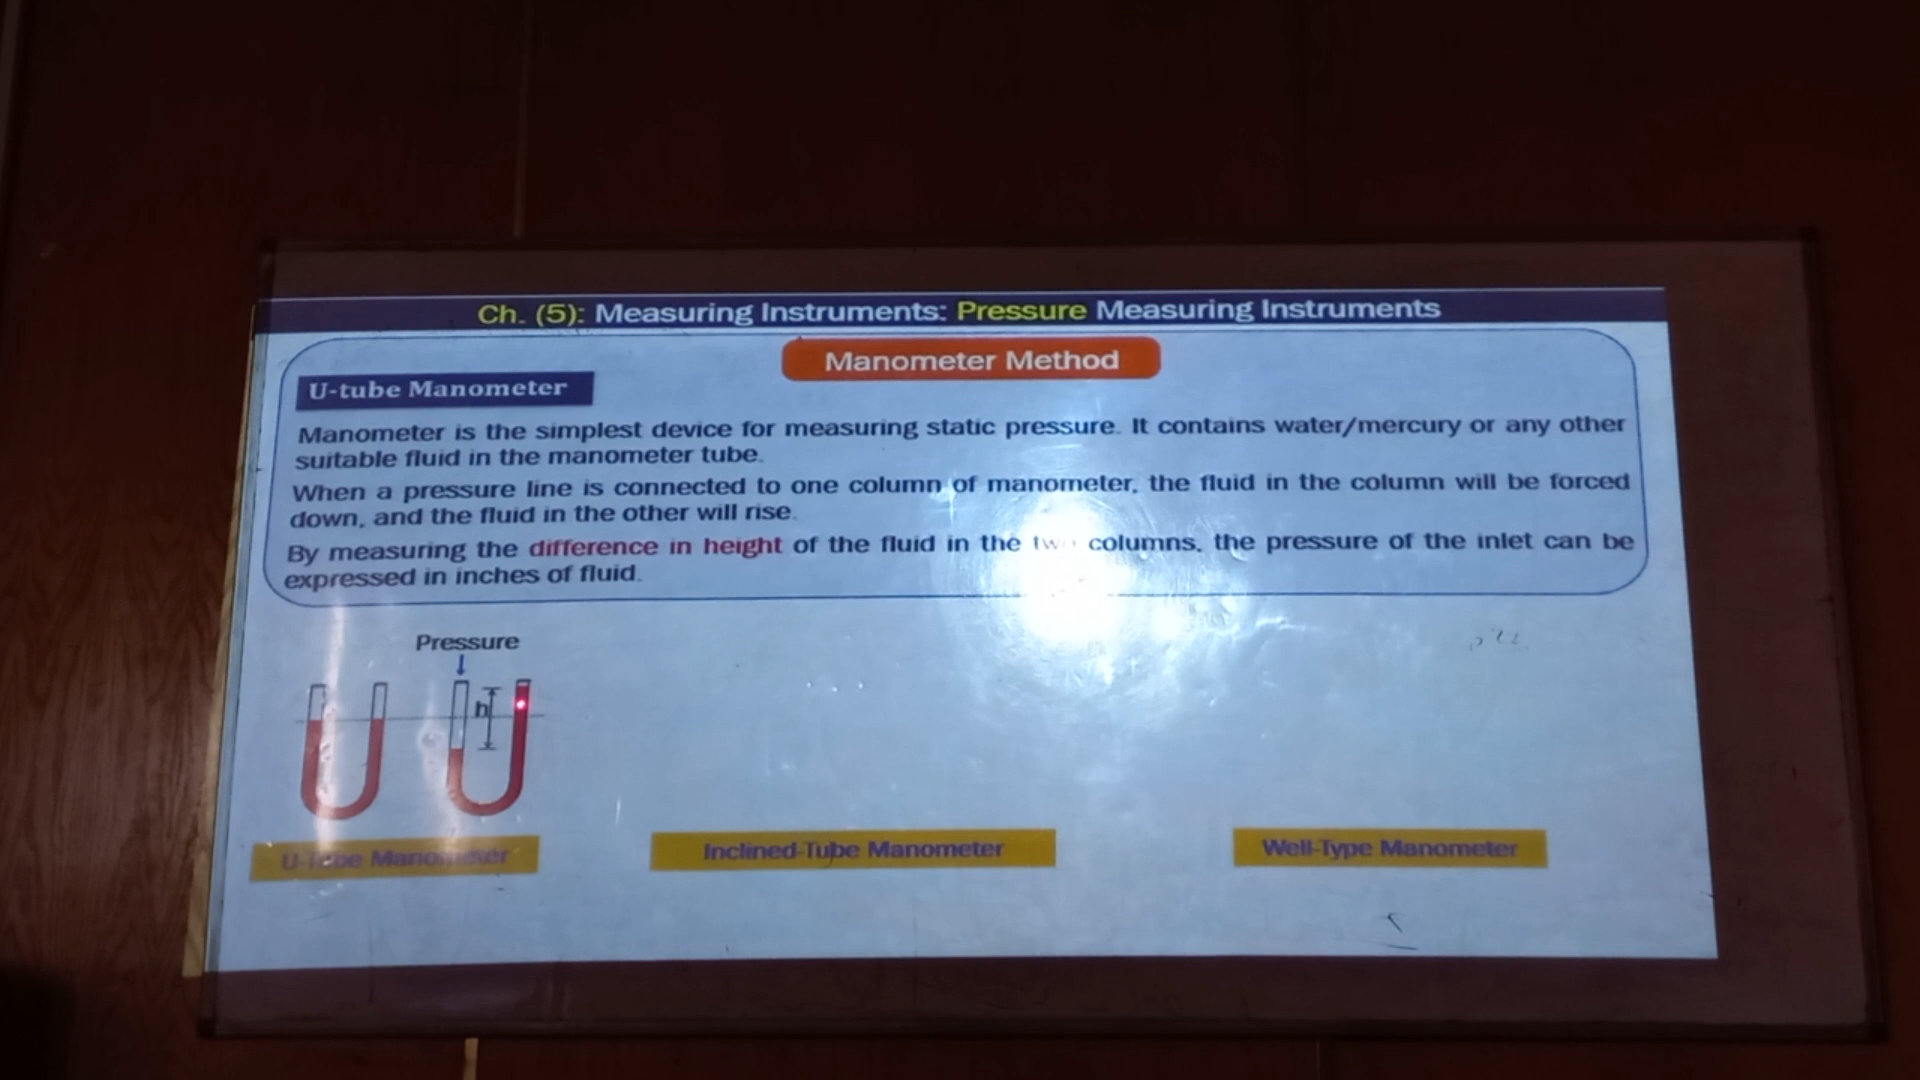 Ch. (5): Measuring Instruments: Pressure Measuring Instruments
Manometer Method
U-tube Manometer
Manometer is the simplest device for measuring static pressure. It contains water/mercury or any other
suitable fluid in the manometer tube.
When a pressure line is connected to one column of manometer, the fluid in the column will be forced
down, and the fluid in the other will rise.
By measuring the difference in height of the fluid in the two columns, the pressure of the inlet can be
expressed in inches of fluid.
Pressure
h
U-Tube Manometer
Inclined-Tube Manometer
Well-Type Manometer